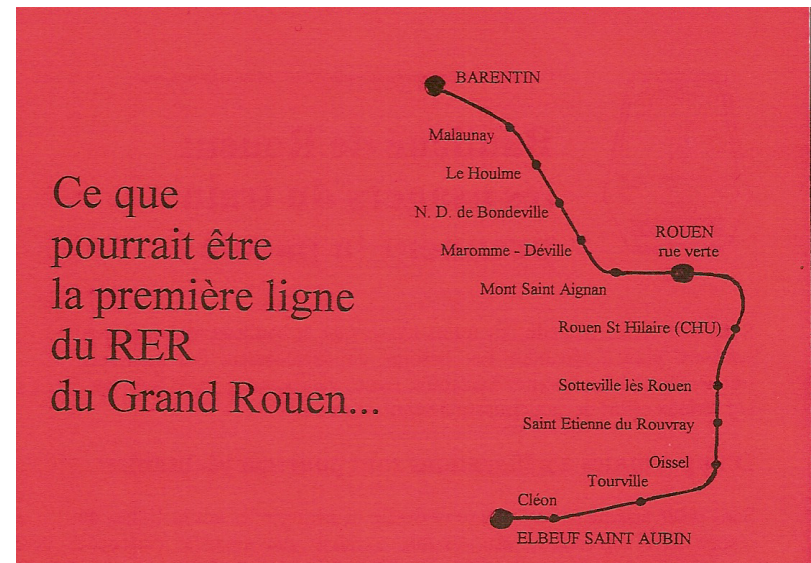 Ce que
pourrait être
la première ligne
du RER
du Grand Rouen...
BARENTIN
Malaunay
Le Houlme
N. D. de Bondeville
Maromme - Déville
Mont Saint Aignan
ROUEN
rue verte
Rouen St Hilaire (CHU)
Sotteville lès Rouen
Saint Etienne du Rouvray
Oissel
Tourville
Cléon
ELBEUF SAINT AUBIN